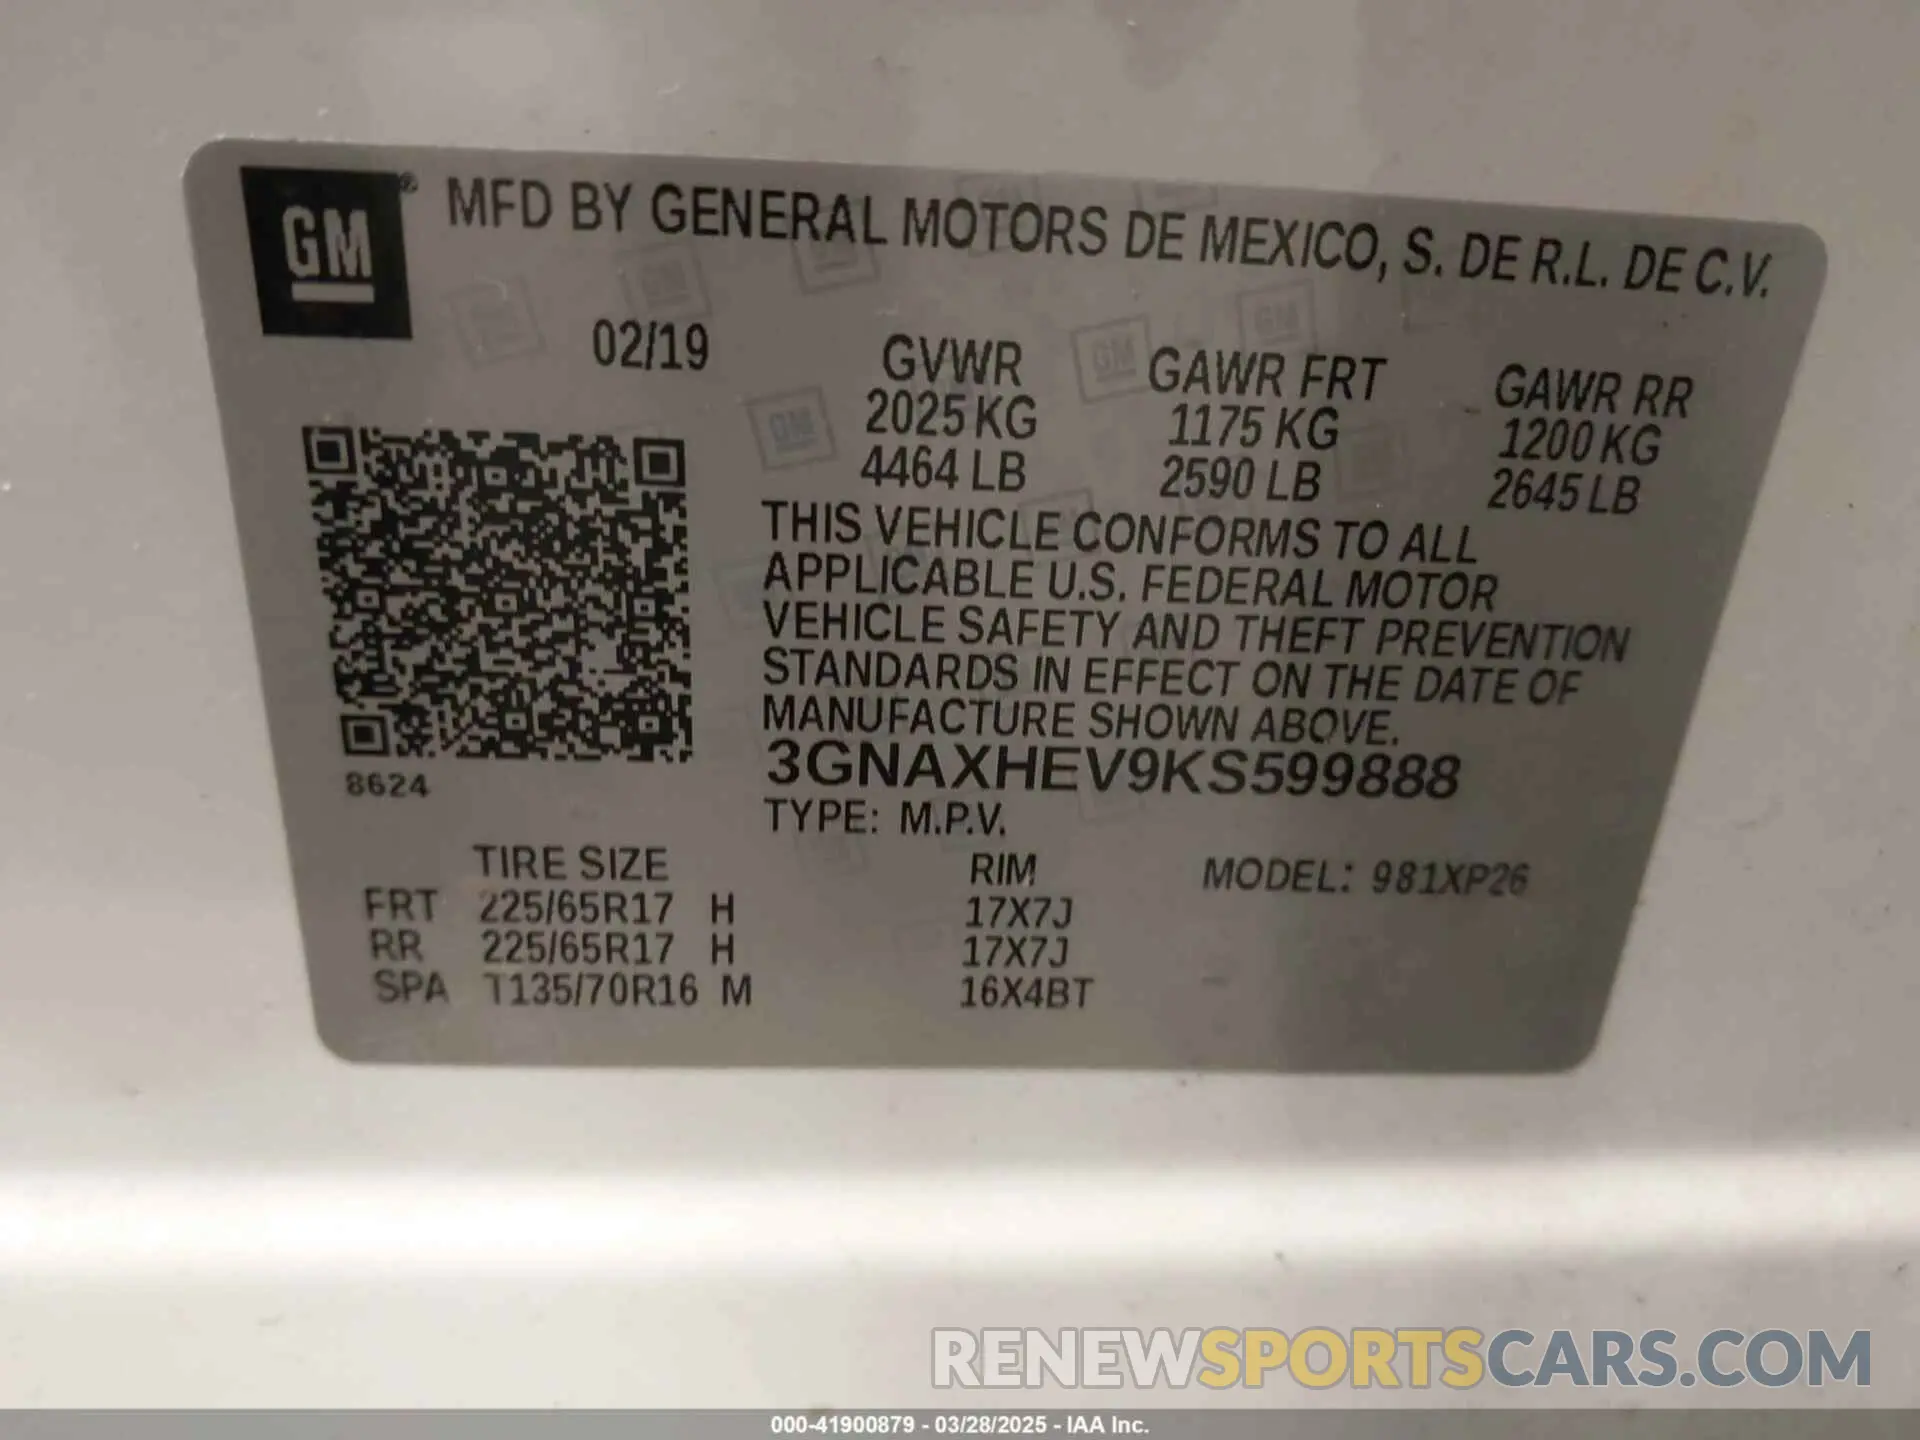 GM® MFD BY GENERAL MOTORS DE MEXICO, S. DE R.L. DE C.V.
02/19 GVWR GAWR FRT GAWR RR
2025 KG 1175 KG 1200 KG
4464 LB 2590 LB 2645 LB
THIS VEHICLE CONFORMS TO ALL
APPLICABLE U.S. FEDERAL MOTOR
VEHICLE SAFETY AND THEFT PREVENTION
STANDARDS IN EFFECT ON THE DATE OF
MANUFACTURE SHOWN ABOVE.
3GNAXHEV9KS599888
8624
TYPE: M.P.V.
TIRE SIZE RIM MODEL: 981XP26
FRT 225/65R17 H 17X7J
RR 225/65R17 H 17X7J
SPA T135/70R16 M 16X4BT
RENEWSPORTSCARS.COM
000-41900879 - 03/28/2025 - IAA Inc.